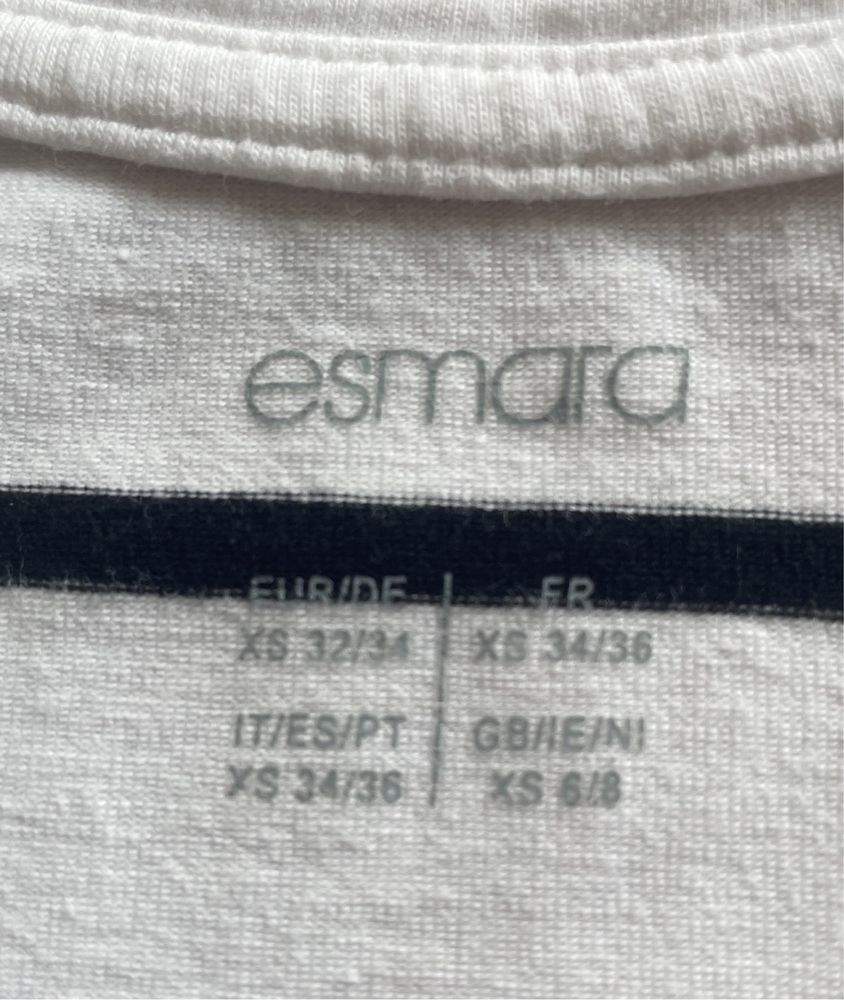 esmara
EUR/DE | FR
XS 32/34 | XS 34/36
IT/ES/PT | GB/IE/NI
XS 34/36 | XS 6/8